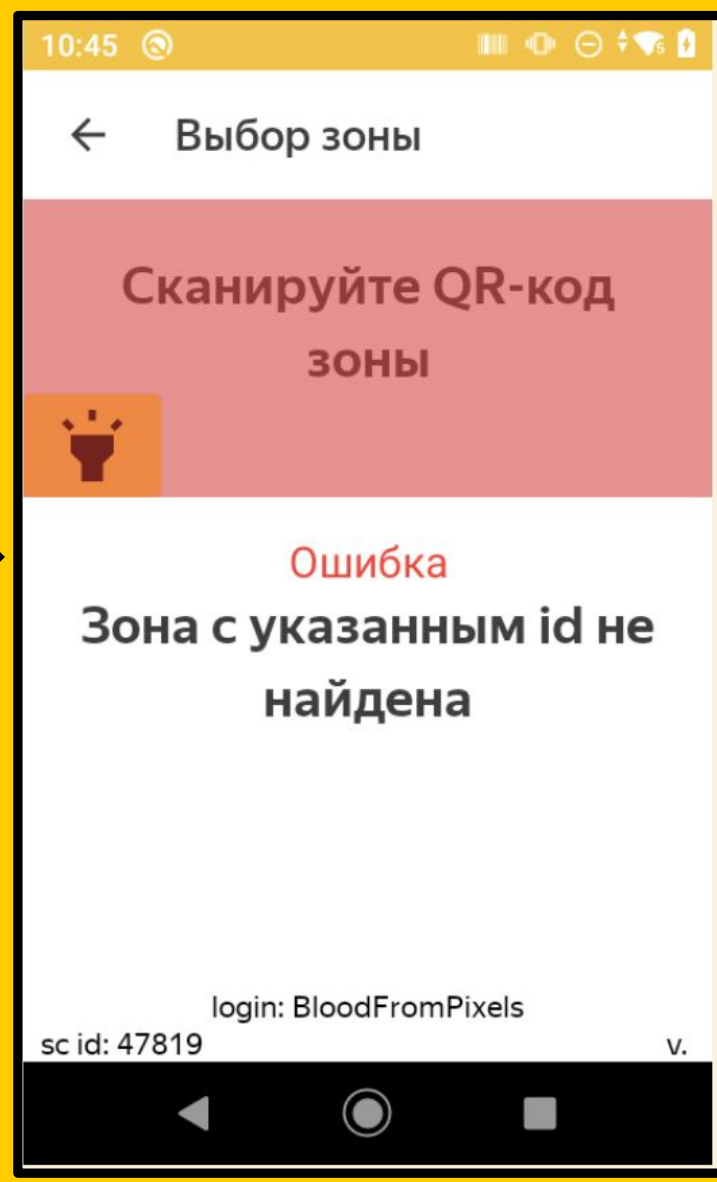 10:45
Выбор зоны
Сканируйте QR-код
зоны
Ошибка
Зона с указанным id не
найдена
login: BloodFromPixels
sc id: 47819 v.